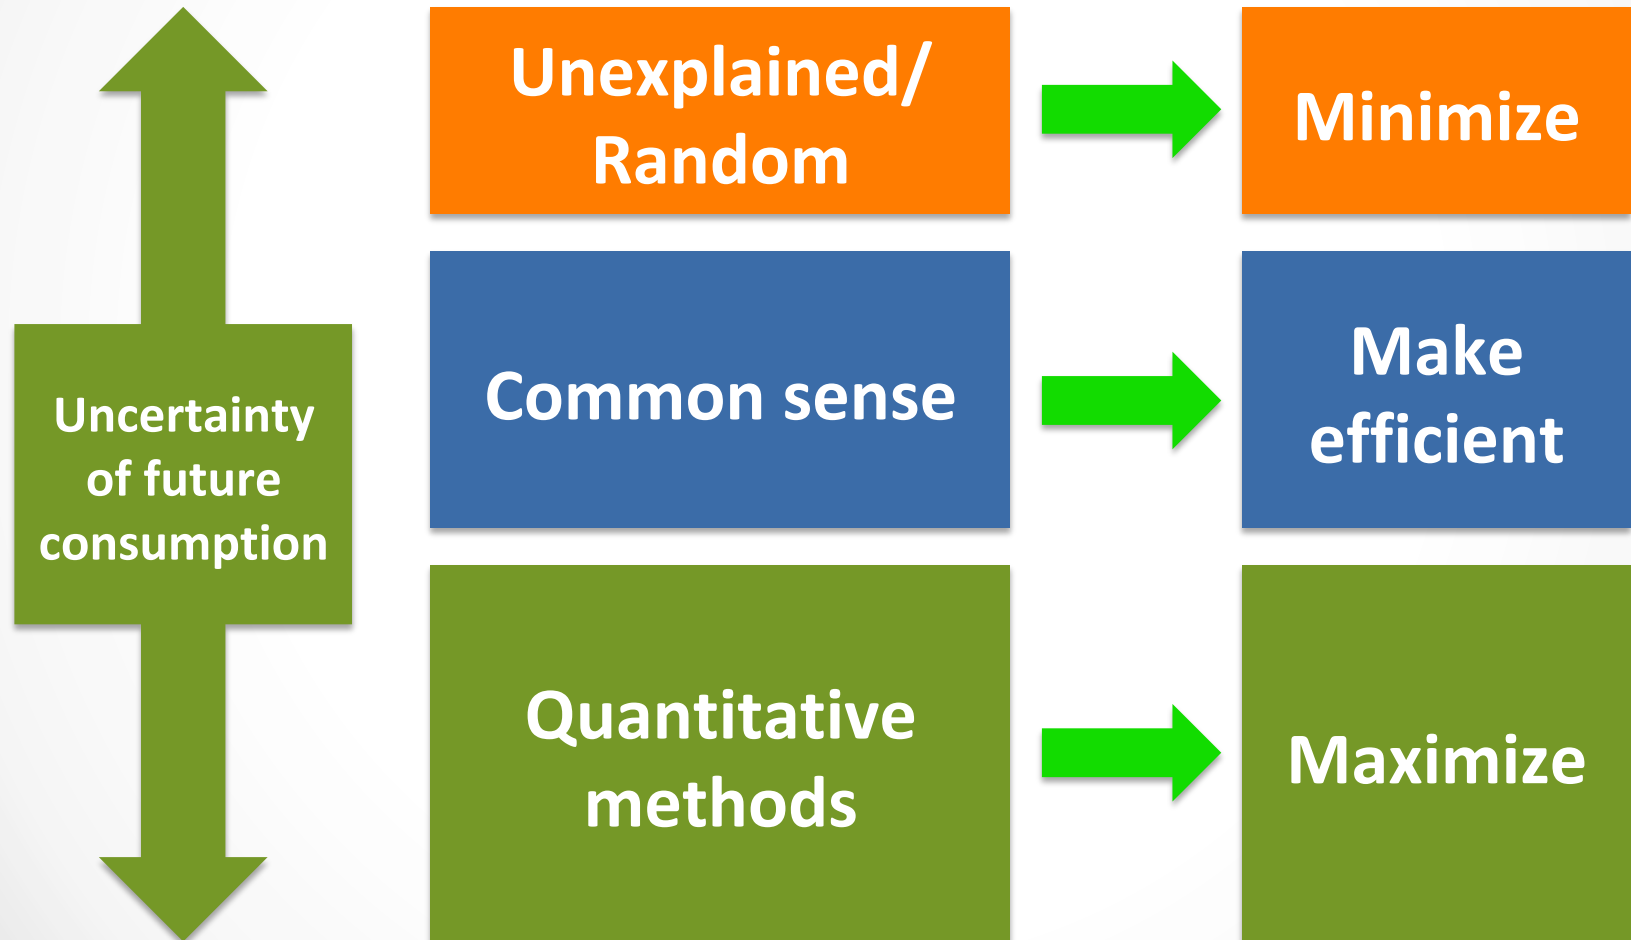 Uncertainty
of future
consumption
Unexplained/
Random
Minimize
Common sense
Make
efficient
Quantitative
methods
Maximize